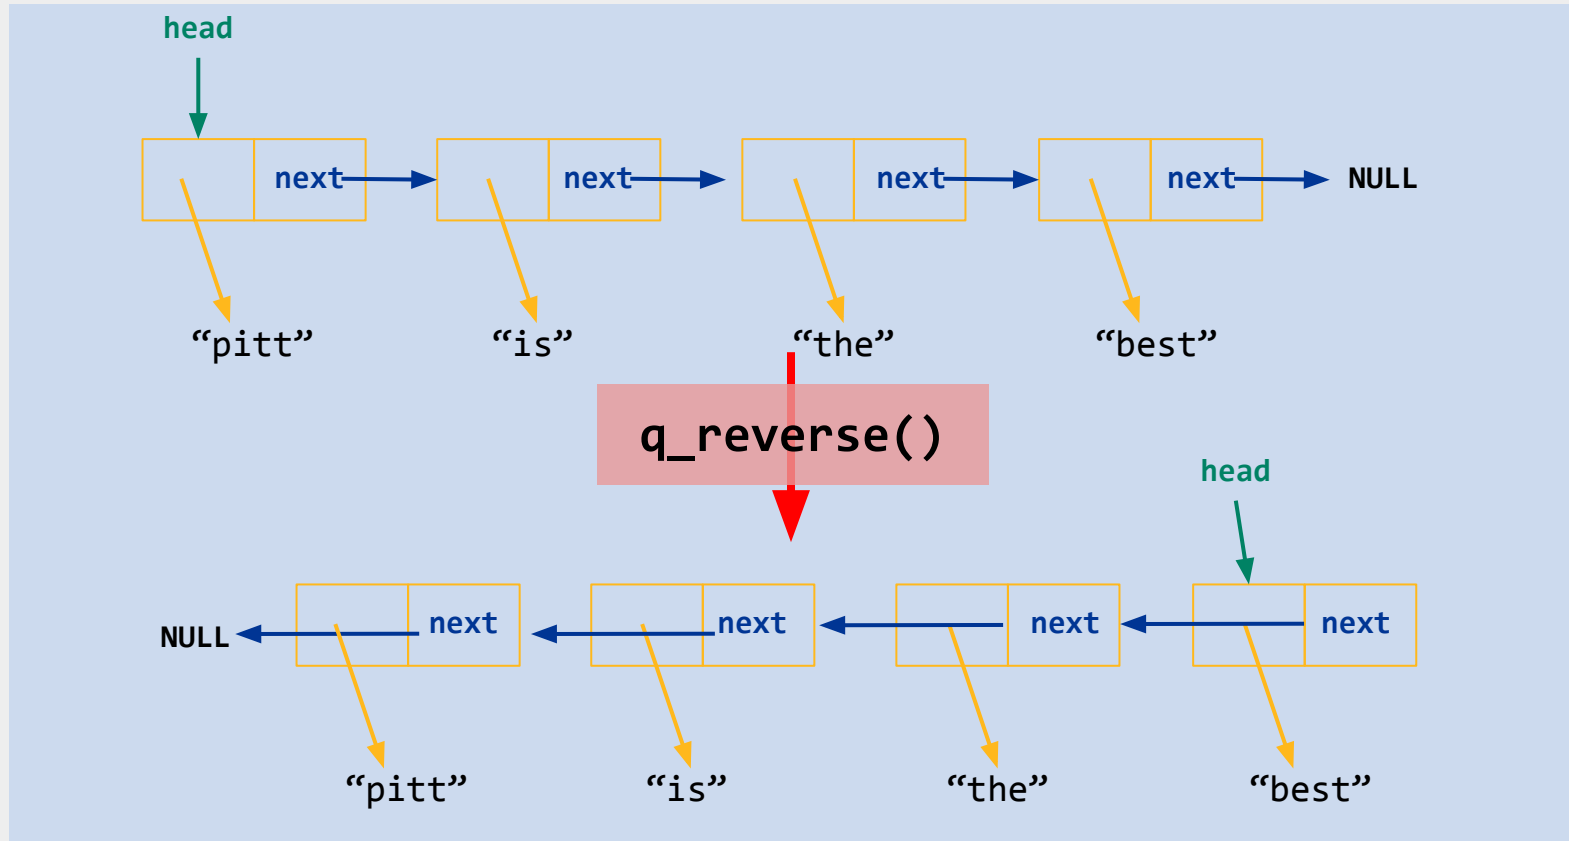 head
next next next next NULL
“pitt” “is” “the” “best”
q_reverse()
head
NULL next next next next
“pitt” “is” “the” “best”